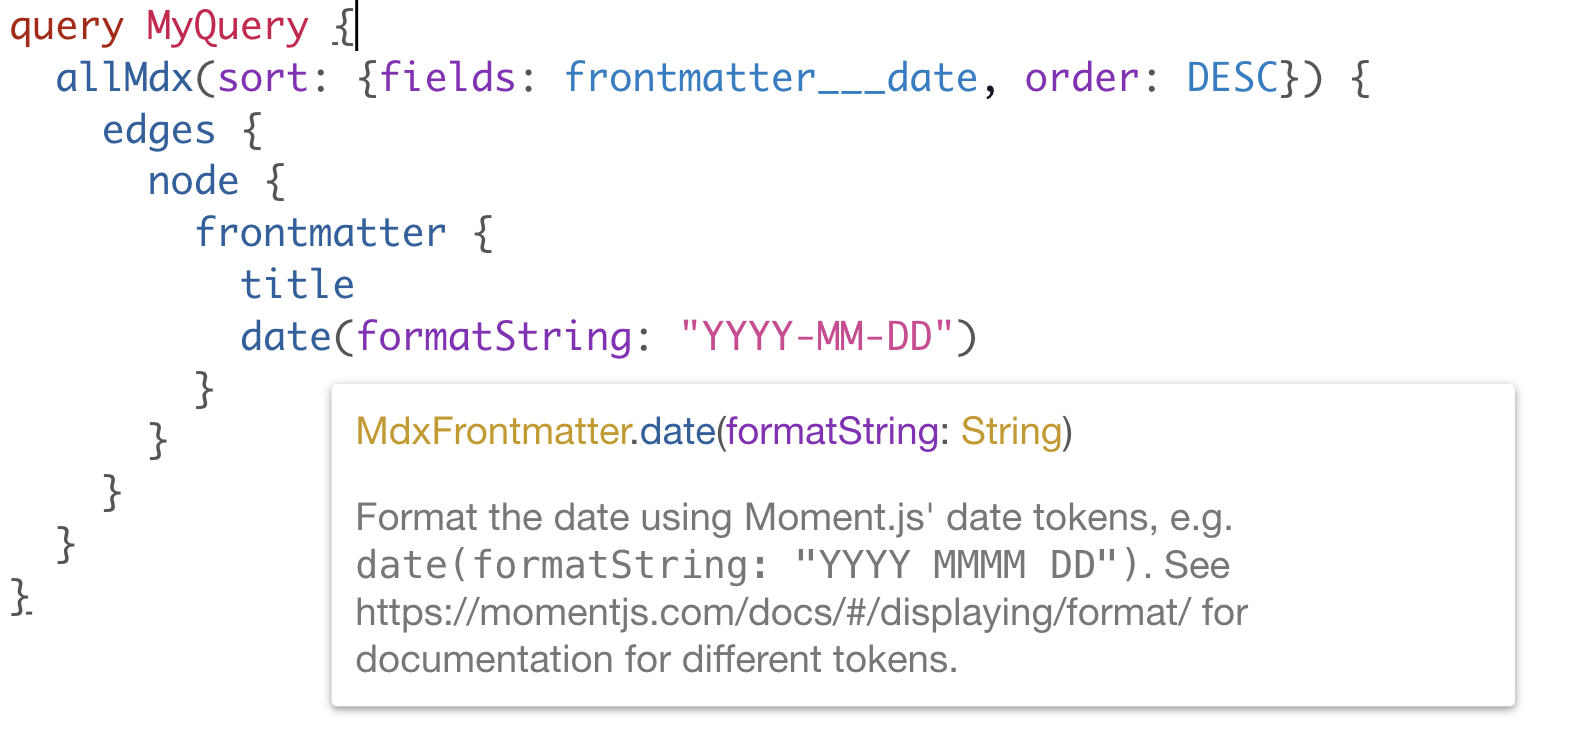 query MyQuery {
  allMdx(sort: {fields: frontmatter___date, order: DESC}) {
    edges {
      node {
        frontmatter {
          title
          date(formatString: "YYYY-MM-DD")
        }
      }
    }
  }
}
MdxFrontmatter.date(formatString: String)
Format the date using Moment.js' date tokens, e.g.
date(formatString: "YYYY MMMM DD"). See
https://momentjs.com/docs/#/displaying/format/ for
documentation for different tokens.